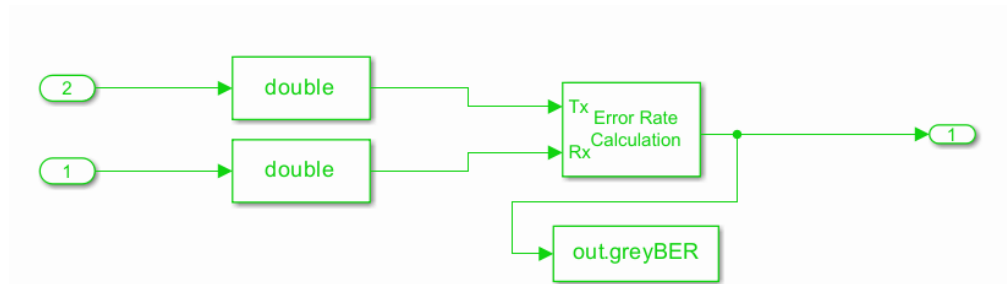 2
double
Tx
Error Rate
Calculation
1
Rx
1
double
out.greyBER